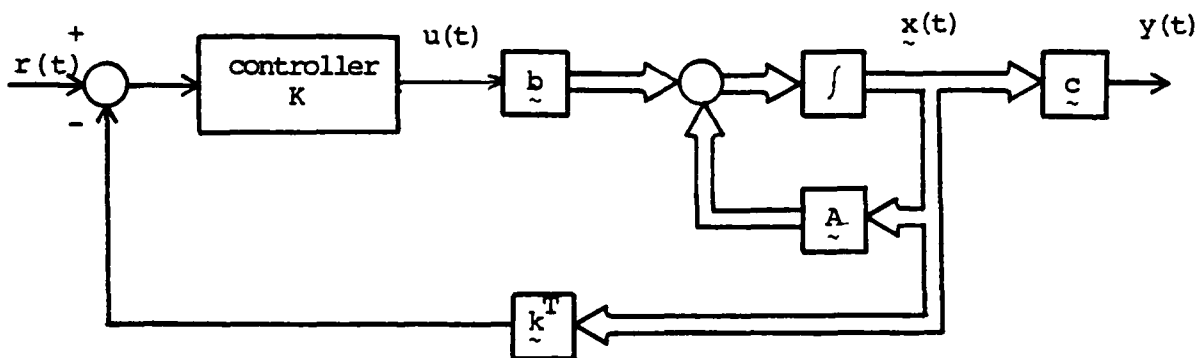 x(t)
~
y(t)
u(t)
+
r(t)
controller
K
b
~
∫
c
~
-
A
~
k^T
~